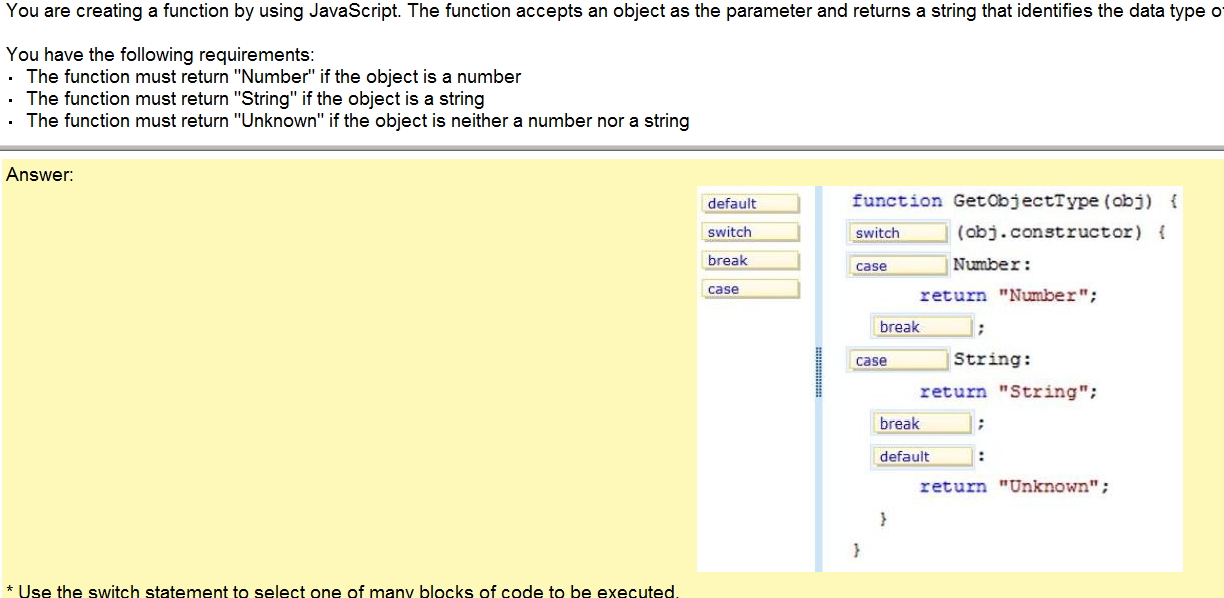 You are creating a function by using JavaScript. The function accepts an object as the parameter and returns a string that identifies the data type o
You have the following requirements:
· The function must return "Number" if the object is a number
· The function must return "String" if the object is a string
· The function must return "Unknown" if the object is neither a number nor a string
Answer:
default
switch
break
case
function GetObjectType(obj) {
switch (obj.constructor) {
case Number:
return "Number";
break ;
case String:
return "String";
break ;
default :
return "Unknown";
}
}
* Use the switch statement to select one of many blocks of code to be executed.